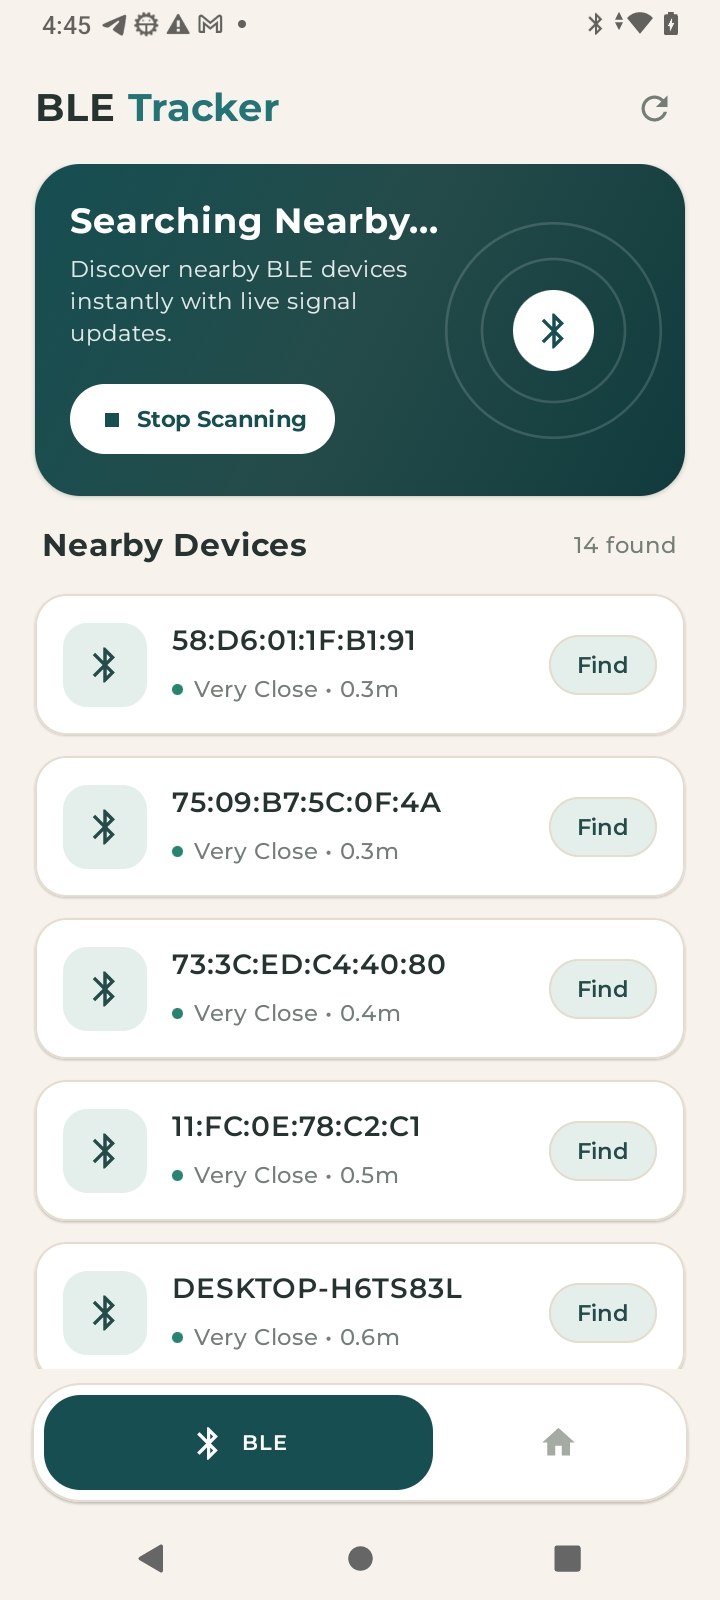 4:45
BLE Tracker
Searching Nearby...
Discover nearby BLE devices
instantly with live signal
updates.
Stop Scanning
Nearby Devices
14 found
58:D6:01:1F:B1:91
Very Close • 0.3m
Find
75:09:B7:5C:0F:4A
Very Close • 0.3m
Find
73:3C:ED:C4:40:80
Very Close • 0.4m
Find
11:FC:0E:78:C2:C1
Very Close • 0.5m
Find
DESKTOP-H6TS83L
Very Close • 0.6m
Find
BLE